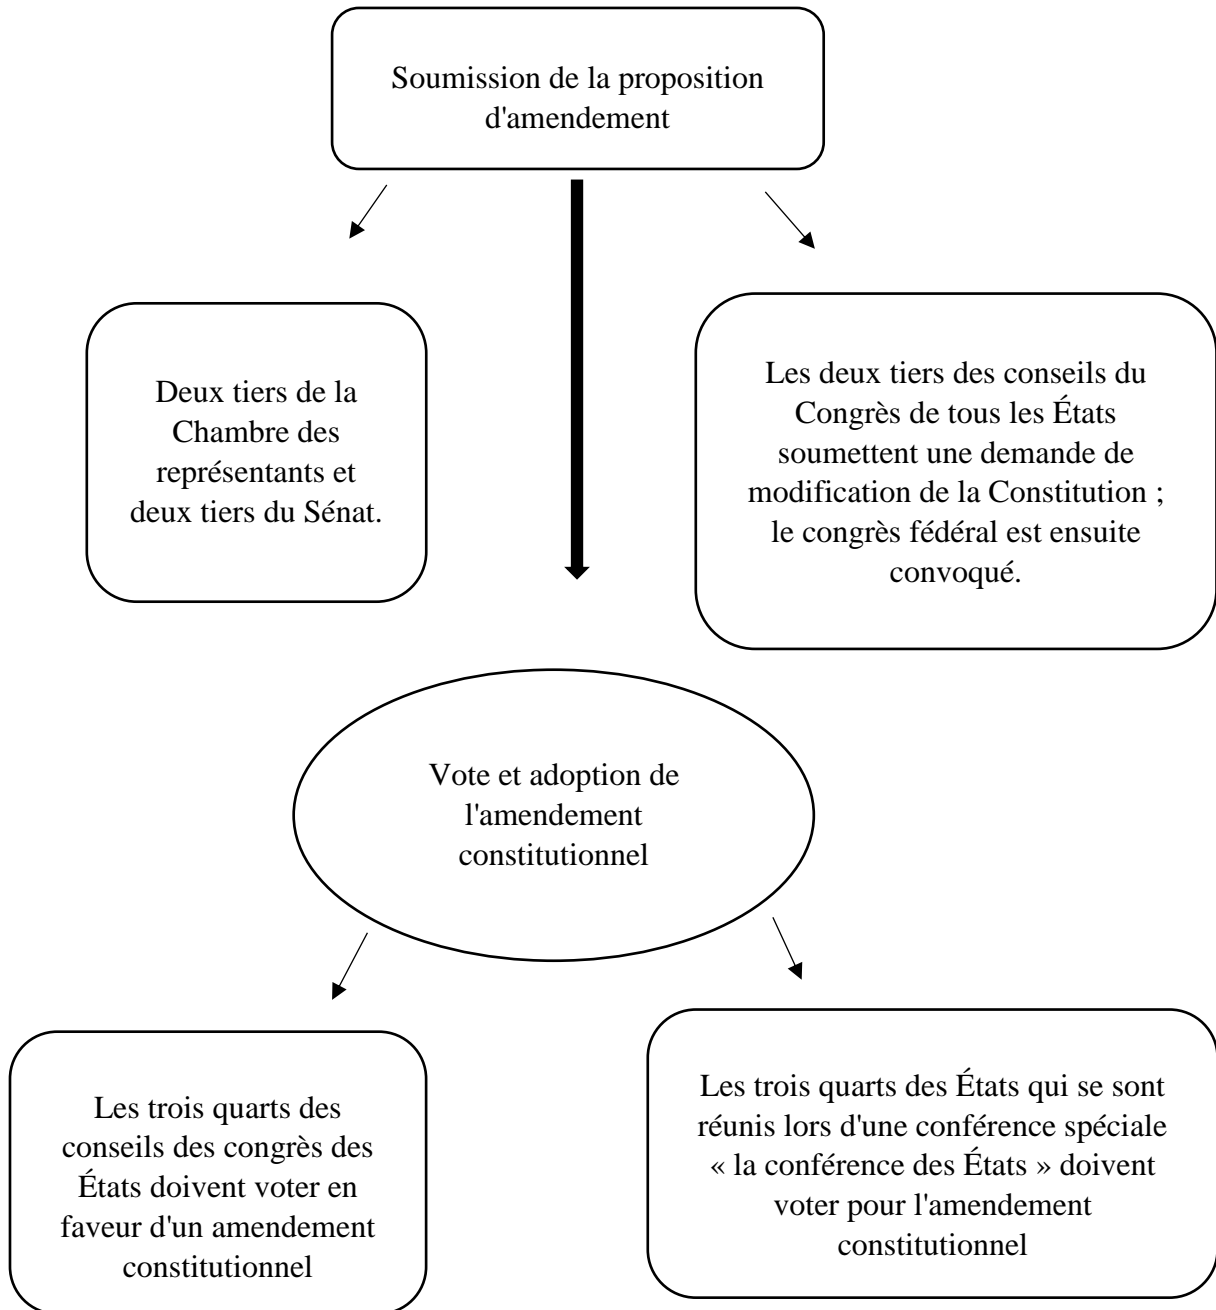 Soumission de la proposition
d'amendement
Deux tiers de la
Chambre des
représentants et
deux tiers du Sénat.
Les deux tiers des conseils du
Congrès de tous les États
soumettent une demande de
modification de la Constitution ;
le congrès fédéral est ensuite
convoqué.
Vote et adoption de
l'amendement
constitutionnel
Les trois quarts des
conseils des congrès des
États doivent voter en
faveur d'un amendement
constitutionnel
Les trois quarts des États qui se sont
réunis lors d'une conférence spéciale
« la conférence des États » doivent
voter pour l'amendement
constitutionnel